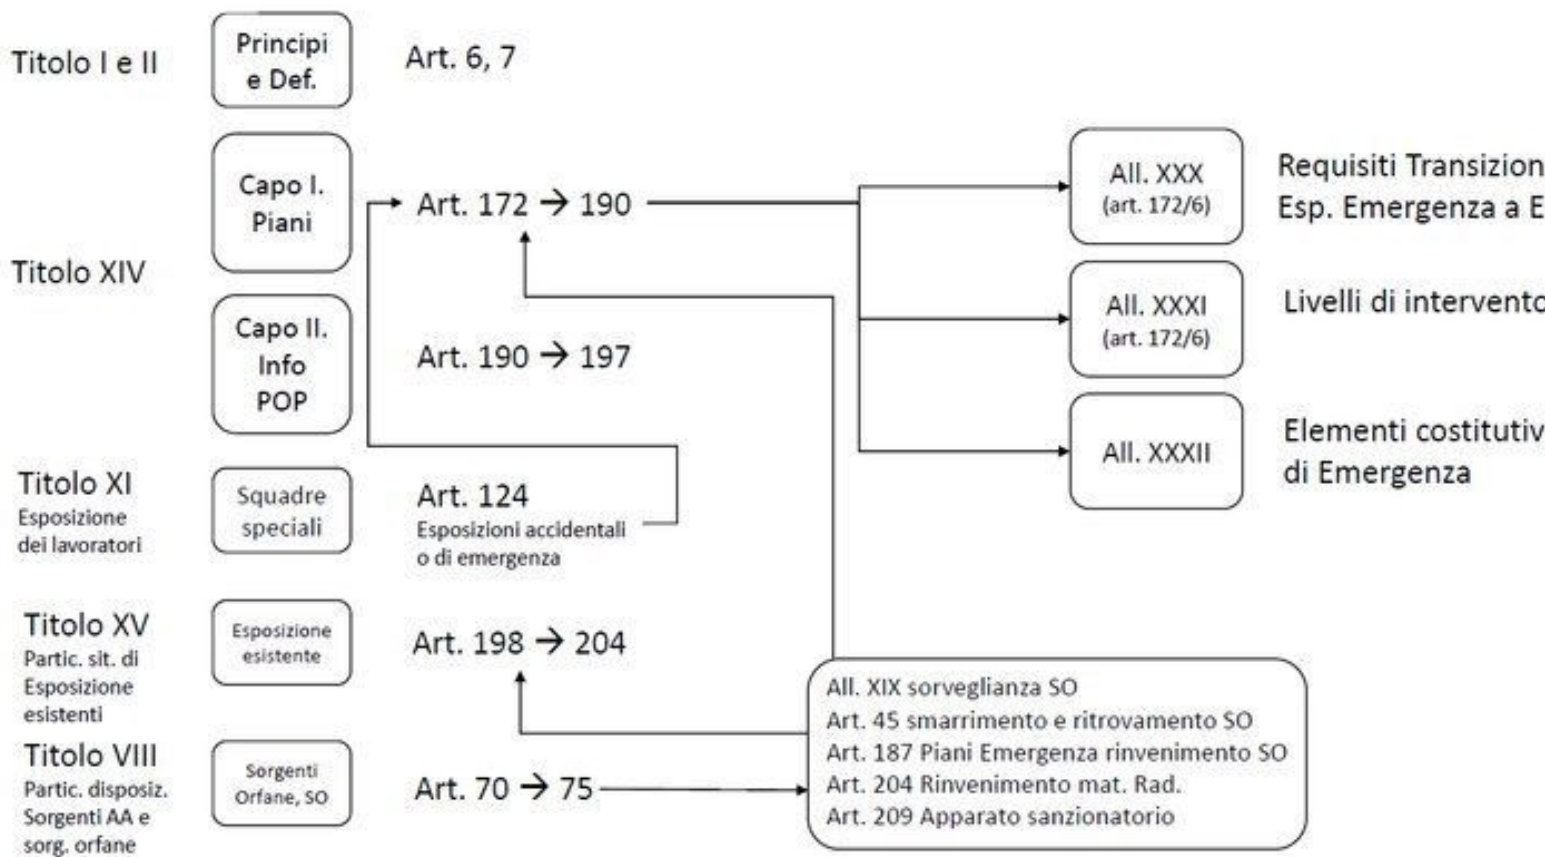 Titolo I e II
Principi
e Def.
Art. 6, 7
Titolo XIV
Capo I.
Piani
Art. 172 → 190
All. XXX
(art. 172/6)
Requisiti Transizion
Esp. Emergenza a E
All. XXXI
(art. 172/6)
Livelli di intervento
Capo II.
Info
POP
Art. 190 → 197
All. XXXII
Elementi costitutiv
di Emergenza
Titolo XI
Esposizione
dei lavoratori
Squadre
speciali
Art. 124
Esposizioni accidentali
o di emergenza
Titolo XV
Partic. sit. di
Esposizione
esistenti
Esposizione
esistente
Art. 198 → 204
Titolo VIII
Partic. disposiz.
Sorgenti AA e
sorg. orfane
Sorgenti
Orfane, SO
Art. 70 → 75
All. XIX sorveglianza SO
Art. 45 smarrimento e ritrovamento SO
Art. 187 Piani Emergenza rinvenimento SO
Art. 204 Rinvenimento mat. Rad.
Art. 209 Apparato sanzionatorio